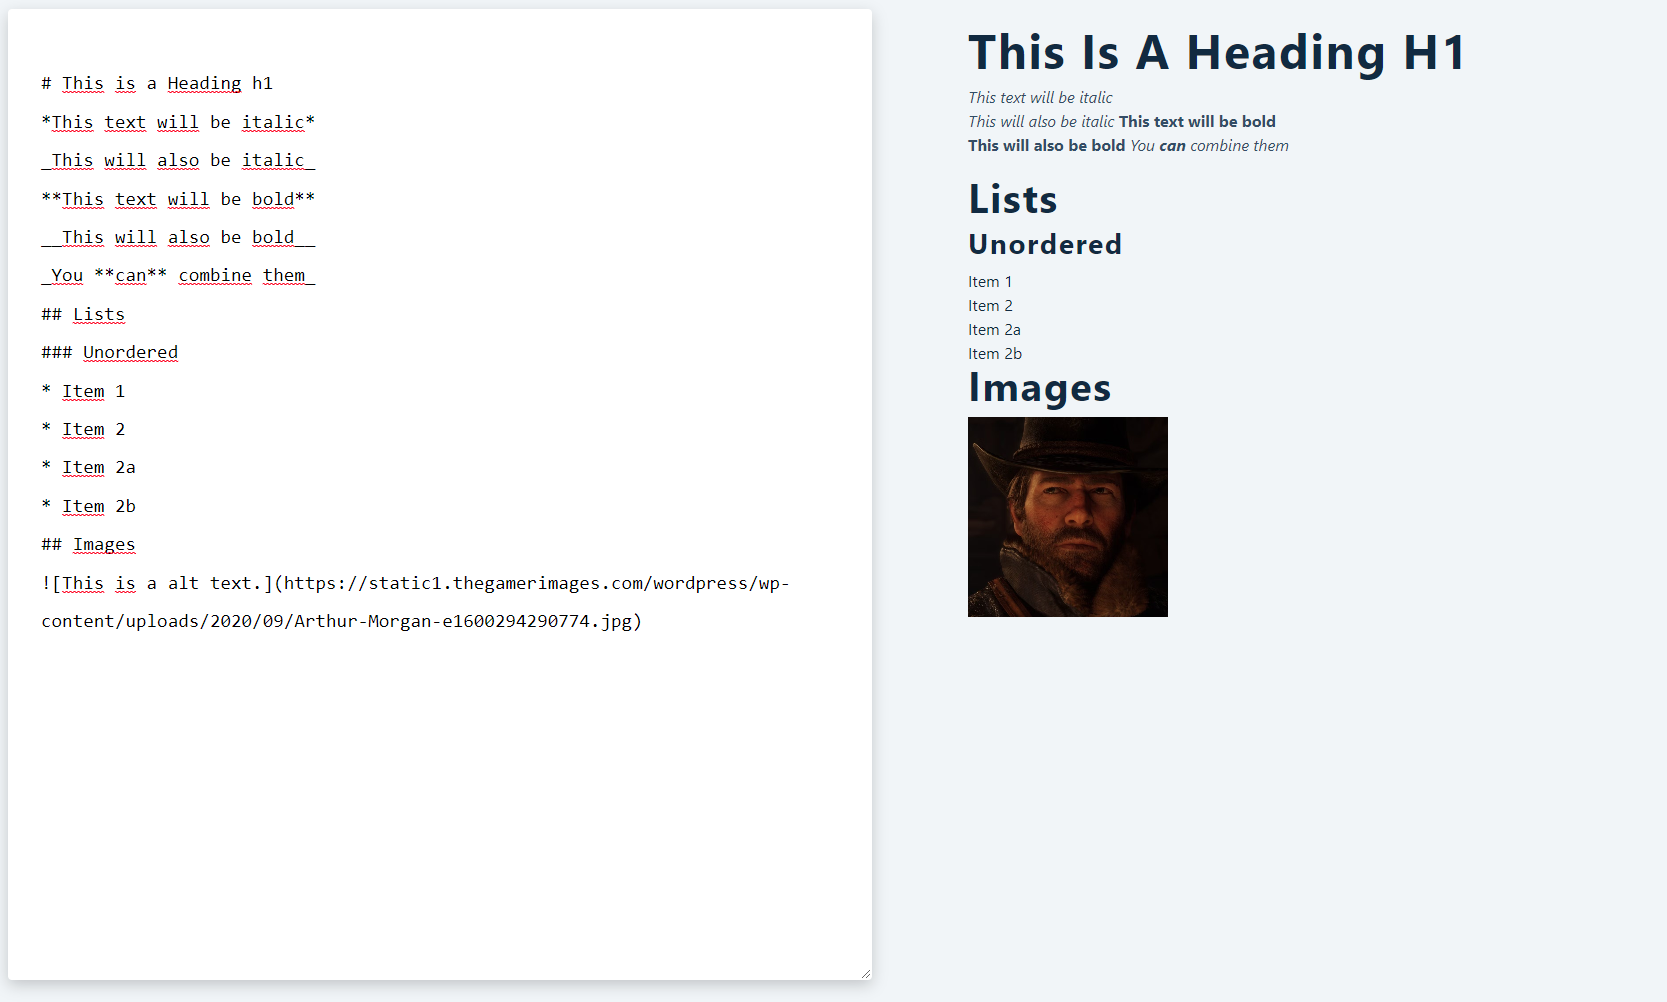 # This is a Heading h1
*This text will be italic*
_This will also be italic_
**This text will be bold**
__This will also be bold__
_You **can** combine them_
## Lists
### Unordered
* Item 1
* Item 2
* Item 2a
* Item 2b
## Images
![This is a alt text.](https://static1.thegamerimages.com/wordpress/wp-
content/uploads/2020/09/Arthur-Morgan-e1600294290774.jpg)
This Is A Heading H1
This text will be italic
This will also be italic This text will be bold
This will also be bold You can combine them
Lists
Unordered
Item 1
Item 2
Item 2a
Item 2b
Images